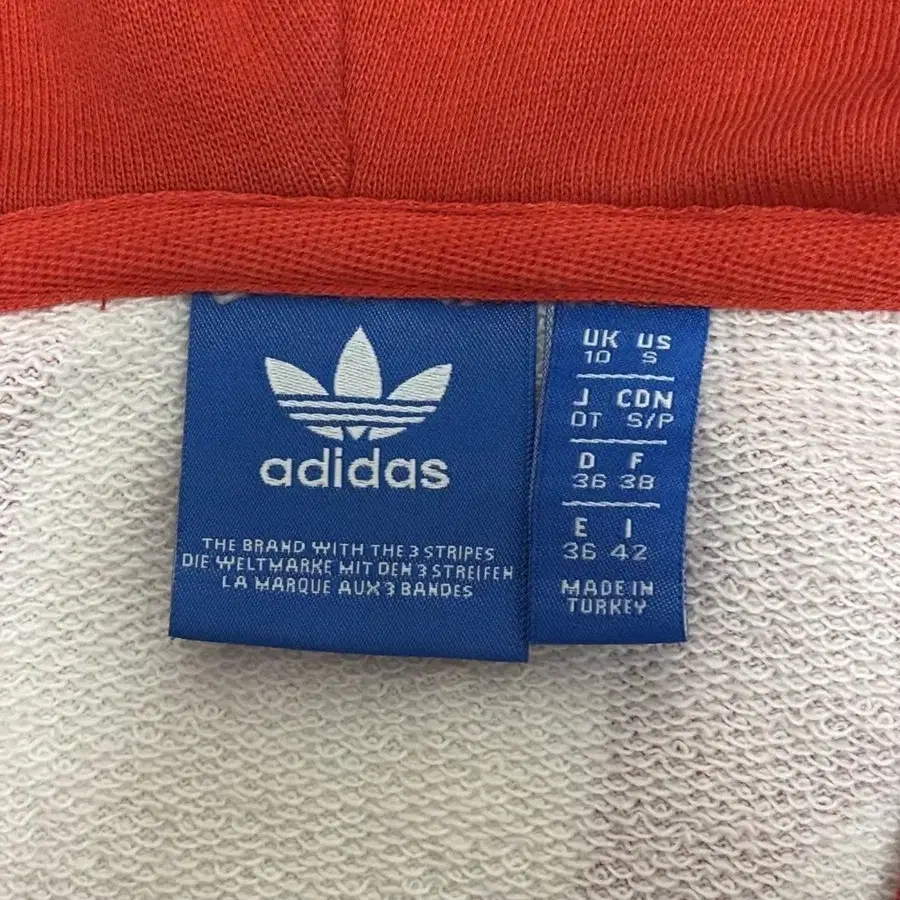 adidas
THE BRAND WITH THE 3 STRIPES
DIE WELTMARKE MIT DEN 3 STREIFEN
LA MARQUE AUX 3 BANDES
UK US
10 S
J CDN
OT S/P
D F
36 38
E I
36 42
MADE IN
TURKEY